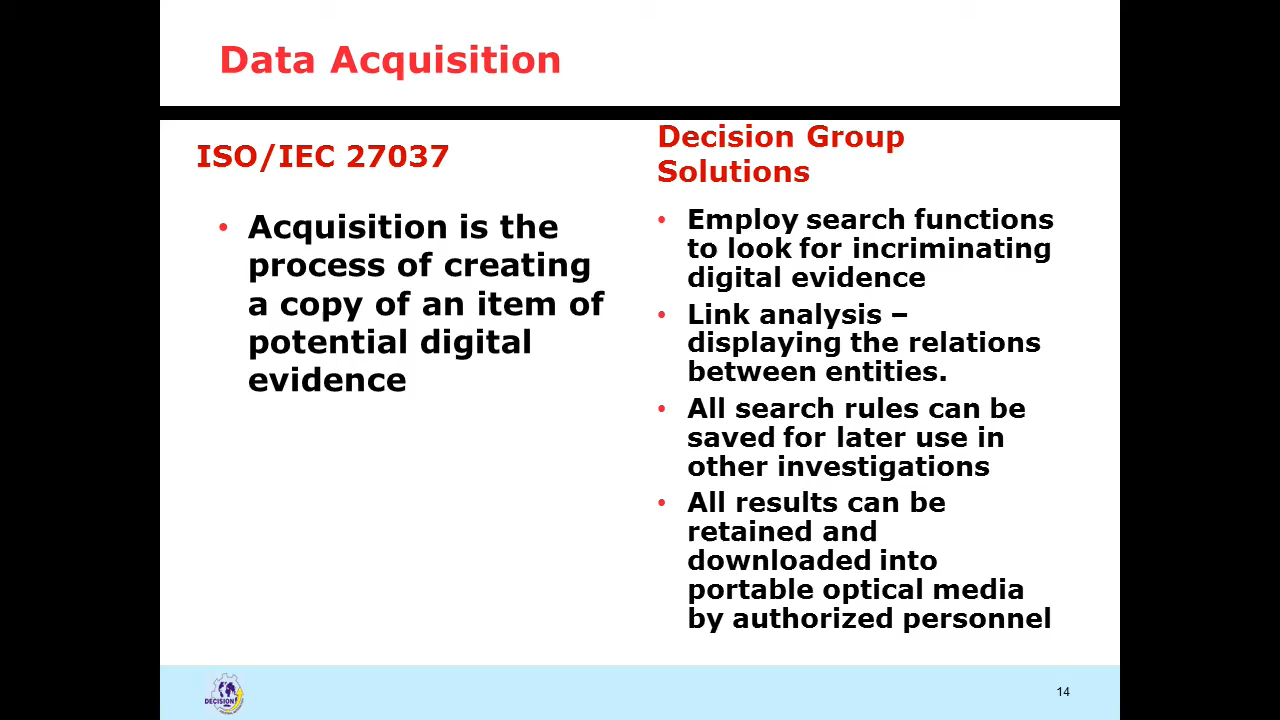 Data Acquisition
ISO/IEC 27037
• Acquisition is the
process of creating
a copy of an item of
potential digital
evidence
Decision Group
Solutions
• Employ search functions
to look for incriminating
digital evidence
• Link analysis –
displaying the relations
between entities.
• All search rules can be
saved for later use in
other investigations
• All results can be
retained and
downloaded into
portable optical media
by authorized personnel
DECISION
14